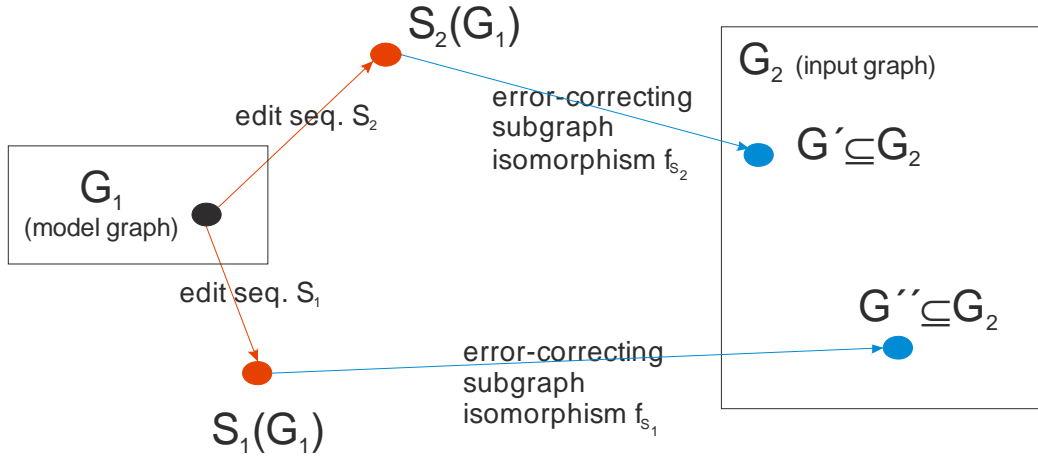 S₂(G₁)
G₂ (input graph)
error-correcting
subgraph
isomorphism fₛ₂
edit seq. S₂
G´⊆G₂
G₁
(model graph)
edit seq. S₁
G´´⊆G₂
error-correcting
subgraph
isomorphism fₛ₁
S₁(G₁)